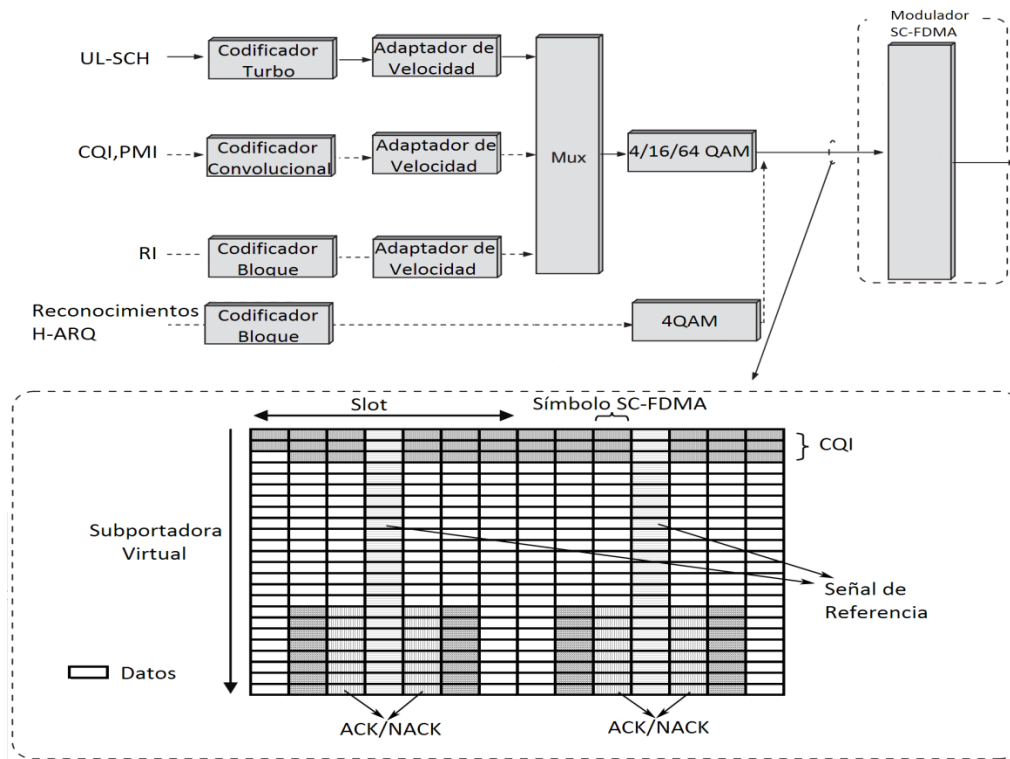 Modulador
SC-FDMA
UL-SCH
Codificador
Turbo
Adaptador de
Velocidad
CQI,PMI
Codificador
Convolucional
Adaptador de
Velocidad
Mux
4/16/64 QAM
RI
Codificador
Bloque
Adaptador de
Velocidad
Reconocimientos
H-ARQ
Codificador
Bloque
4QAM
Slot
Símbolo SC-FDMA
CQI
Subportadora
Virtual
Señal de
Referencia
Datos
ACK/NACK
ACK/NACK